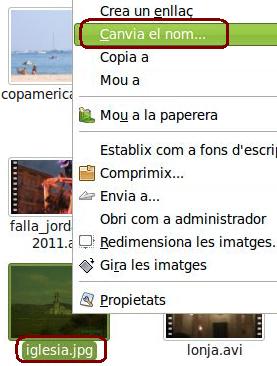 Crea un enllaç
Canvia el nom...
Copia a
copamerica
Mou a
Mou a la paperera
Establix com a fons d'escri
Comprimix...
Envia a...
falla_jord
2011.a
Obri com a administrador
Redimensiona les imatges.
Gira les imatges
Propietats
iglesia.jpg
lonja.avi